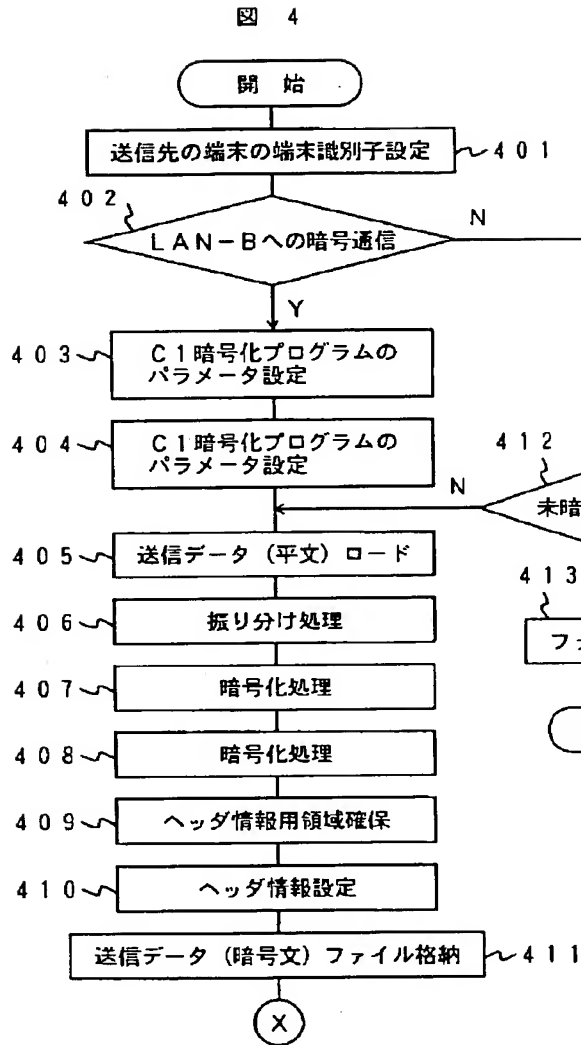 図 4
開 始
送信先の端末の端末識別子設定
401
402
LAN-Bへの暗号通信
N
Y
403
C1暗号化プログラムの
パラメータ設定
404
C1暗号化プログラムの
パラメータ設定
412
N
未暗
405
送信データ (平文) ロード
413
406
振り分け処理
ファ
407
暗号化処理
408
暗号化処理
409
ヘッダ情報用領域確保
410
ヘッダ情報設定
送信データ (暗号文) ファイル格納
411
X